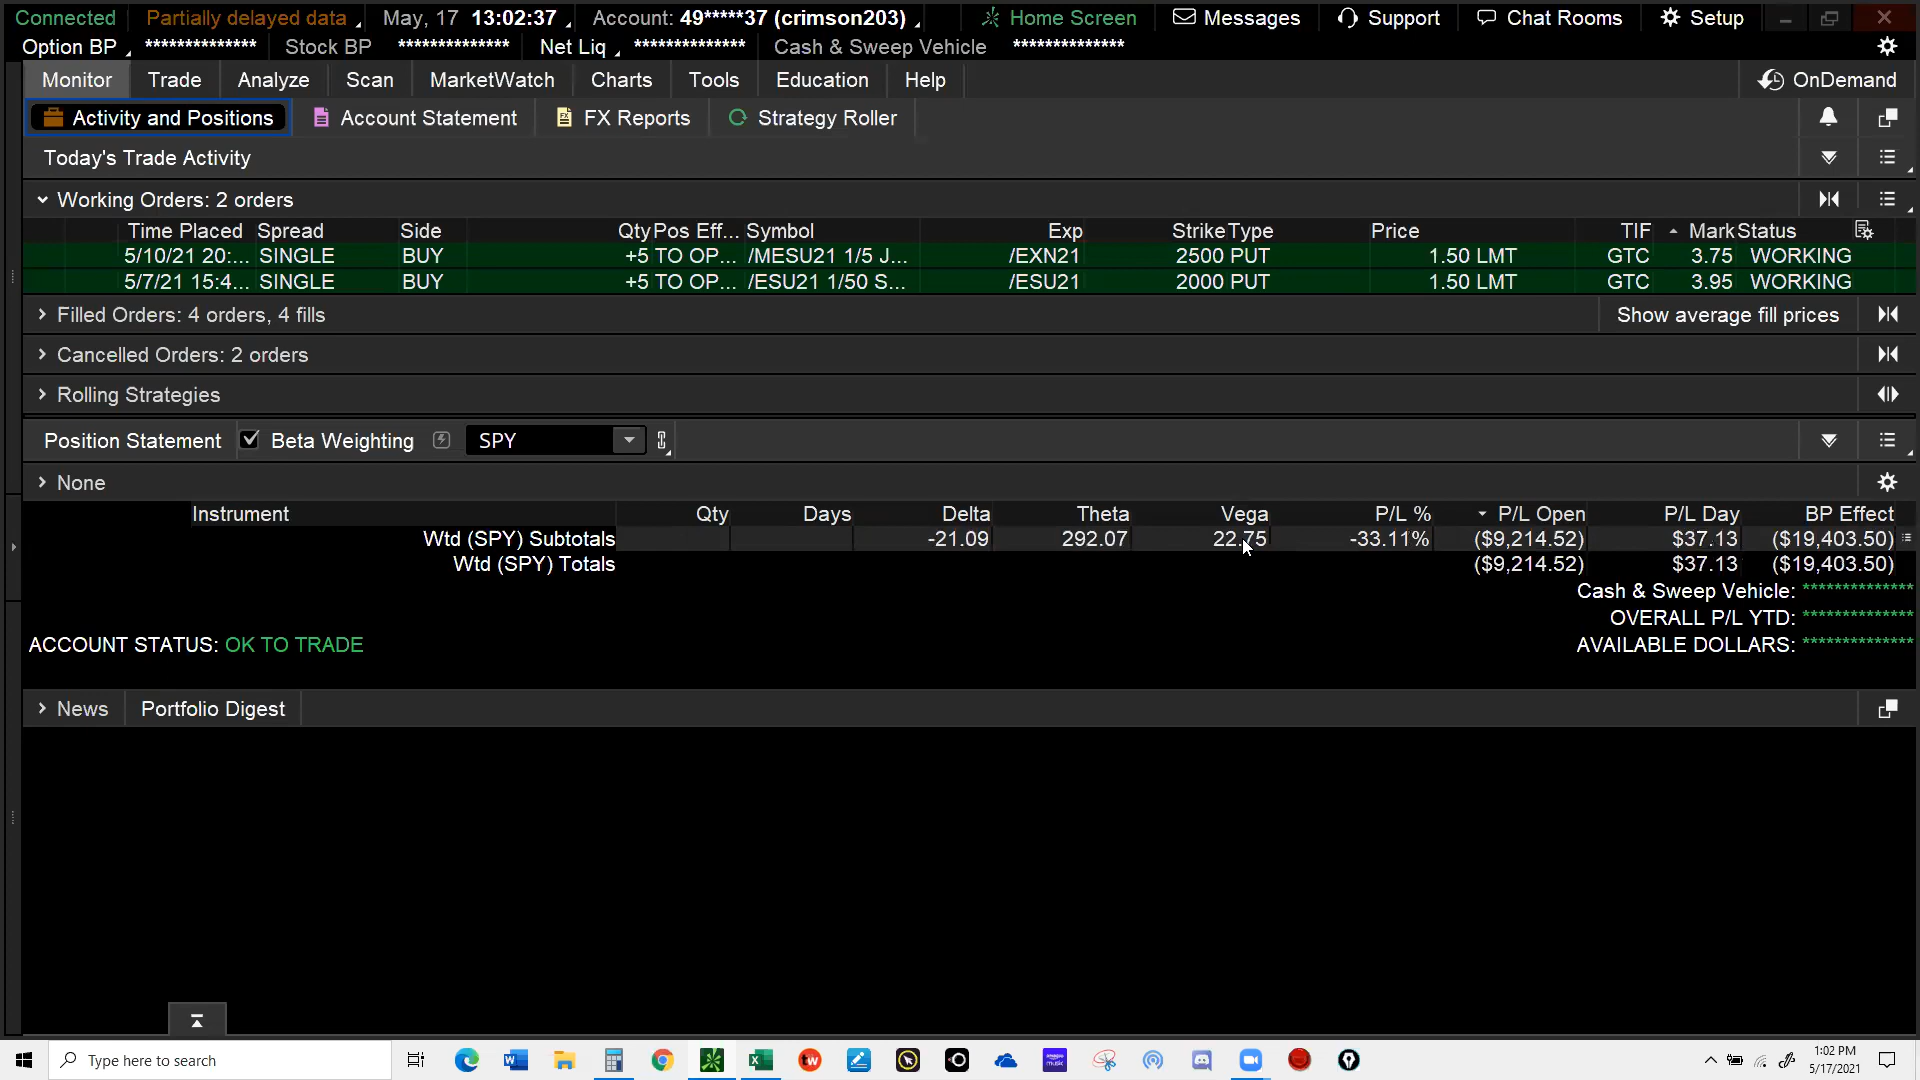 Connected Partially delayed data May, 17 13:02:37 Account: 49*****37 (crimson203) Home Screen Messages Support Chat Rooms Setup
Option BP ************** Stock BP ************** Net Liq ************** Cash & Sweep Vehicle **************
Monitor Trade Analyze Scan MarketWatch Charts Tools Education Help OnDemand
Activity and Positions Account Statement FX Reports Strategy Roller
Today's Trade Activity
Working Orders: 2 orders
Time Placed Spread Side Qty Pos Eff... Symbol Exp Strike Type Price TIF Mark Status
5/10/21 20:... SINGLE BUY +5 TO OP... /MESU21 1/5 J... /EXN21 2500 PUT 1.50 LMT GTC 3.75 WORKING
5/7/21 15:4... SINGLE BUY +5 TO OP... /ESU21 1/50 S... /ESU21 2000 PUT 1.50 LMT GTC 3.95 WORKING
Filled Orders: 4 orders, 4 fills Show average fill prices
Cancelled Orders: 2 orders
Rolling Strategies
Position Statement Beta Weighting SPY
None
Instrument Qty Days Delta Theta Vega P/L % P/L Open P/L Day BP Effect
Wtd (SPY) Subtotals -21.09 292.07 22.75 -33.11% ($9,214.52) $37.13 ($19,403.50)
Wtd (SPY) Totals ($9,214.52) $37.13 ($19,403.50)
Cash & Sweep Vehicle: **************
OVERALL P/L YTD: **************
ACCOUNT STATUS: OK TO TRADE AVAILABLE DOLLARS: **************
News Portfolio Digest
Type here to search
1:02 PM
5/17/2021